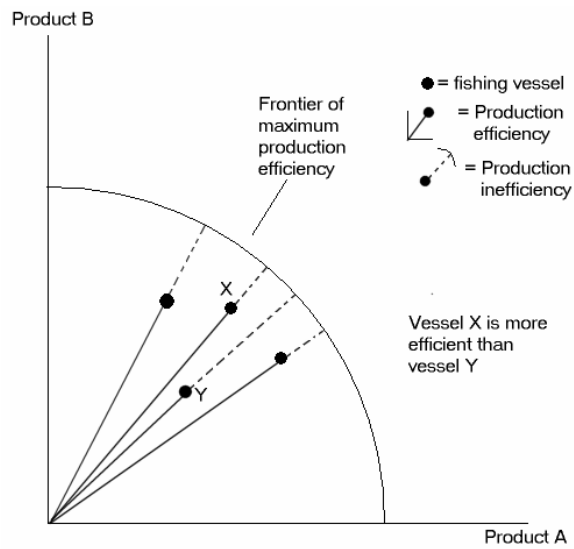 Product B
Frontier of
maximum
production
efficiency
= fishing vessel
= Production
efficiency
= Production
inefficiency
X
Y
Vessel X is more
efficient than
vessel Y
Product A